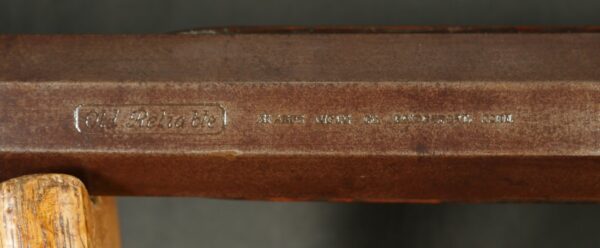 Old Reliable SHARPS RIFLE CO. BRIDGEPORT CONN.